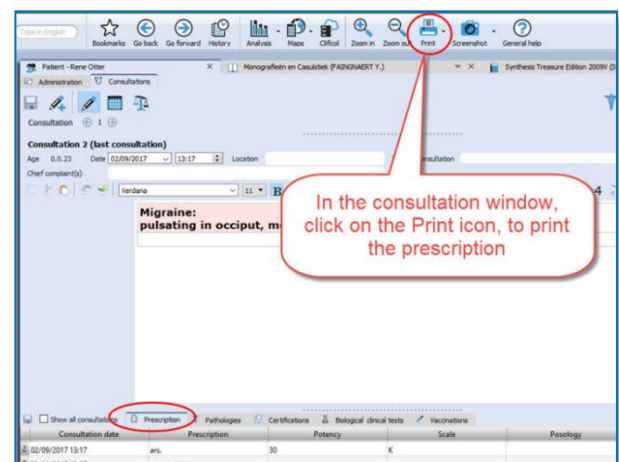 Type in English
Bookmarks Go back Go forward History Analysis Maps Clificol Zoom in Zoom out Print Screenshot General help
Patient - Rene Otter Monografieën en Casuïstiek (FAINGNAERT Y.) Synthesis Treasure Edition 2009V (S
Administration Consultations
Consultation 1
Consultation 2 (last consultation)
Age 0.0.23 Date 02/09/2017 13:17 Location onsultation
Chief complaint(s)
Verdana 11 B
Migraine:
pulsating in occiput, m
In the consultation window,
click on the Print icon, to print
the prescription
Show all consultations Prescription Pathologies Certifications Biological clinical tests Vaccinations
Consultation date Prescription Potency Scale Posology
2 02/09/2017 13:17 ars. 30 K